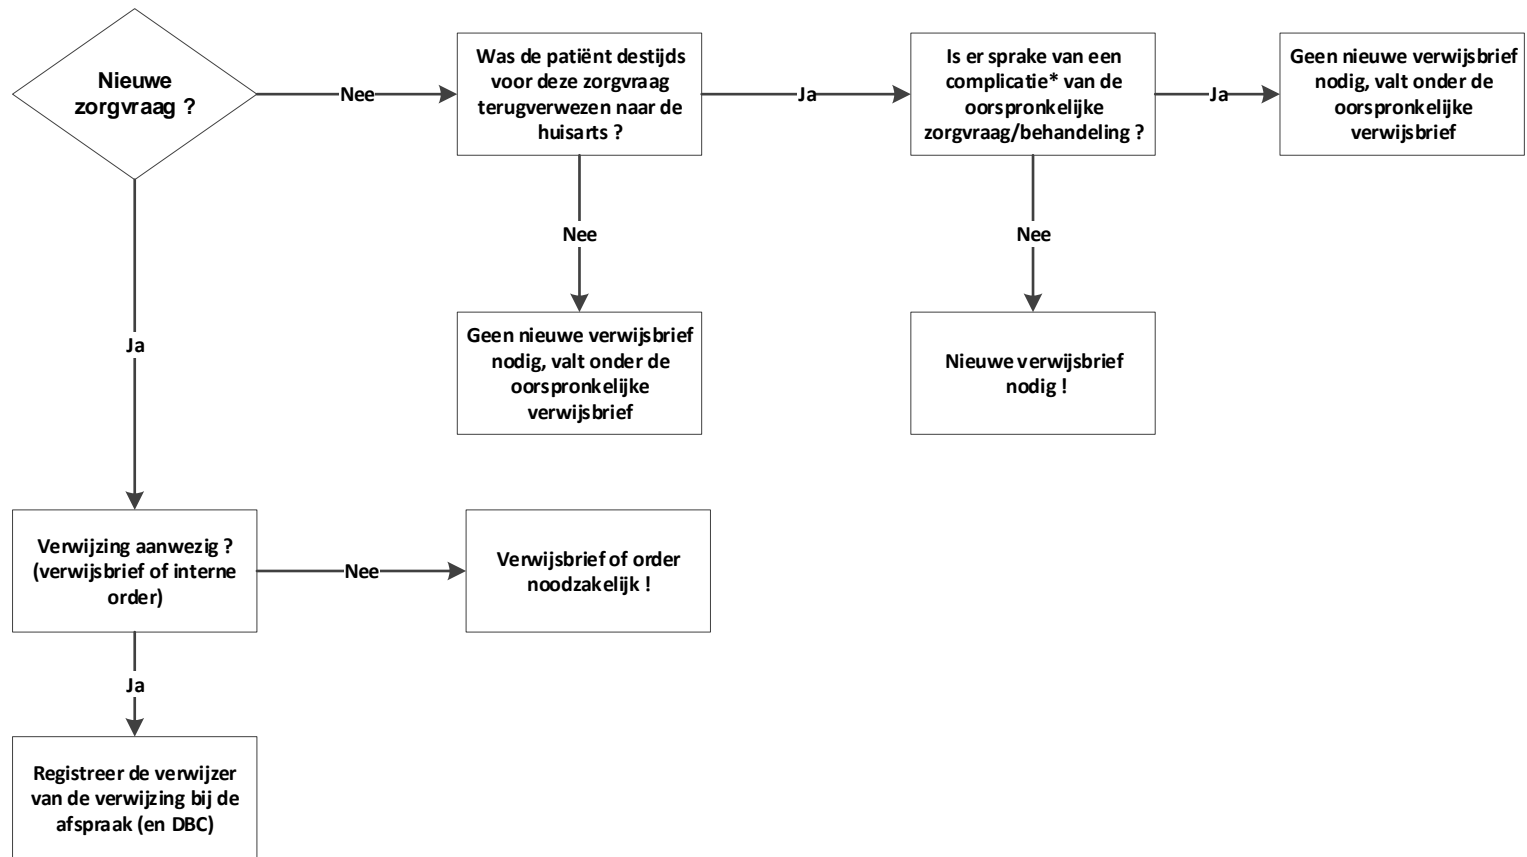 Nieuwe
zorgvraag ?
Nee
Was de patiënt destijds
voor deze zorgvraag
terugverwezen naar de
huisarts ?
Ja
Is er sprake van een
complicatie* van de
oorspronkelijke
zorgvraag/behandeling ?
Ja
Geen nieuwe verwijsbrief
nodig, valt onder de
oorspronkelijke
verwijsbrief
Nee
Nee
Ja
Geen nieuwe verwijsbrief
nodig, valt onder de
oorspronkelijke
verwijsbrief
Nieuwe verwijsbrief
nodig !
Verwijzing aanwezig ?
(verwijsbrief of interne
order)
Nee
Verwijsbrief of order
noodzakelijk !
Ja
Registreer de verwijzer
van de verwijzing bij de
afspraak (en DBC)